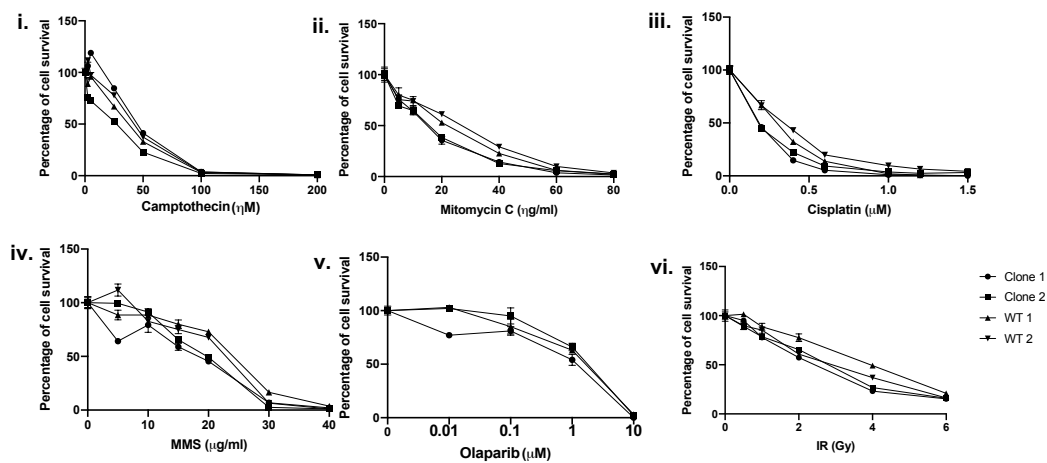 i.
Percentage of cell survival
150
100
50
0
0 50 100 150 200
Camptothecin (ηM)
ii.
Percentage of cell survival
150
100
50
0
0 20 40 60 80
Mitomycin C (ηg/ml)
iii.
Percentage of cell survival
150
100
50
0
0.0 0.5 1.0 1.5
Cisplatin (μM)
iv.
Percentage of cell survival
150
100
50
0
0 10 20 30 40
MMS (μg/ml)
v.
Percentage of cell survival
150
100
50
0
0 0.01 0.1 1 10
Olaparib (μM)
vi.
Percentage of cell survival
150
100
50
0
0 2 4 6
IR (Gy)
Clone 1
Clone 2
WT 1
WT 2